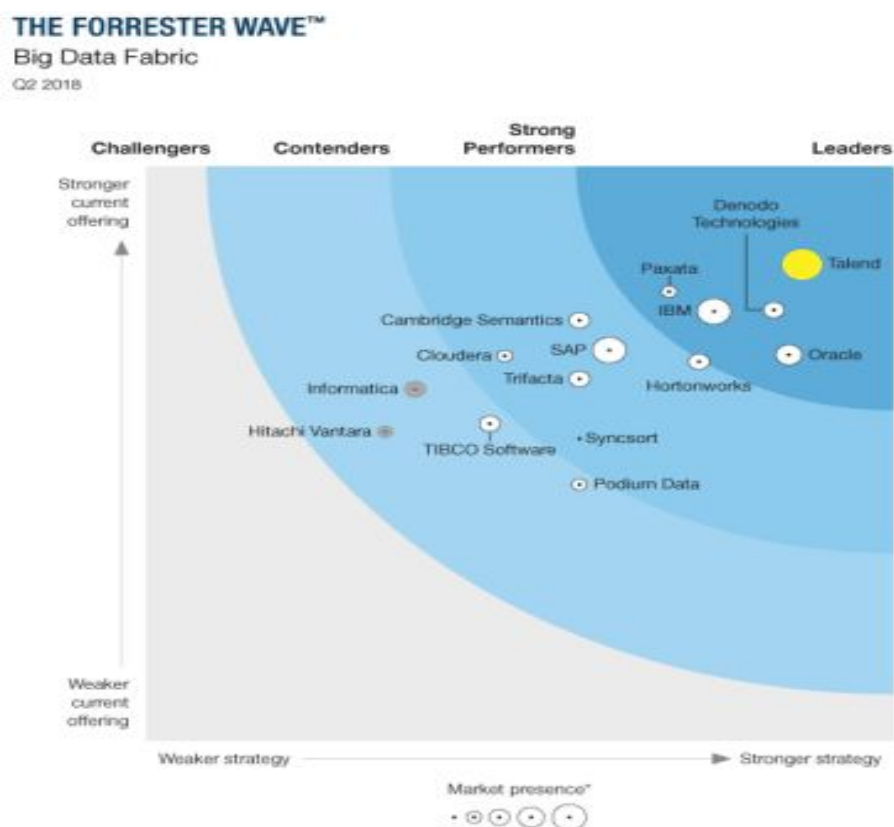 THE FORRESTER WAVE™
Big Data Fabric
Q2 2018
Challengers
Contenders
Strong
Performers
Leaders
Stronger
current
offering
Denodo
Technologies
Talend
Paxata
IBM
Cambridge Semantics
SAP
Cloudera
Oracle
Trifacta
Hortonworks
Informatica
Hitachi Vantara
TIBCO Software
Syncsort
Podium Data
Weaker
current
offering
Weaker strategy
Stronger strategy
Market presence*